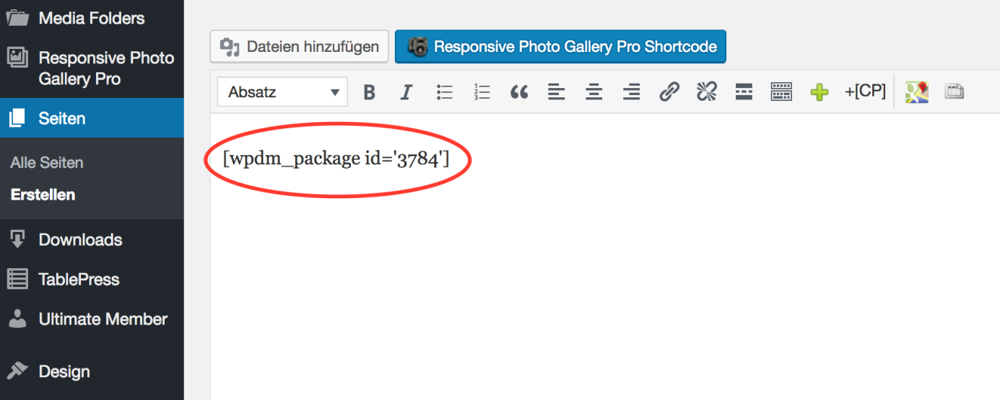 Media Folders
Responsive Photo
Gallery Pro
Seiten
Alle Seiten
Erstellen
Downloads
TablePress
Ultimate Member
Design
Dateien hinzufügen
Responsive Photo Gallery Pro Shortcode
Absatz B I +[CP]
[wpdm_package id='3784']